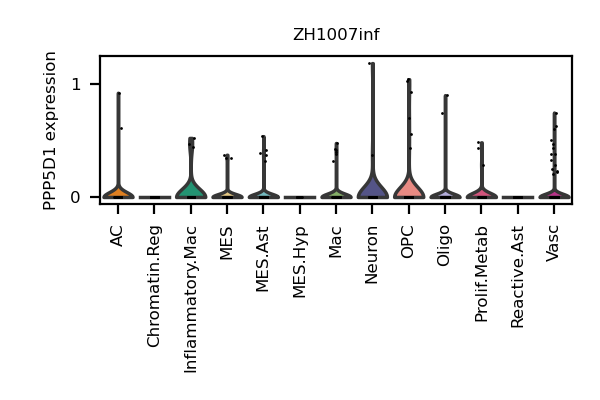 ZH1007inf
PPP5D1 expression
1
0
AC
Chromatin.Reg
Inflammatory.Mac
MES
MES.Ast
MES.Hyp
Mac
Neuron
OPC
Oligo
Prolif.Metab
Reactive.Ast
Vasc